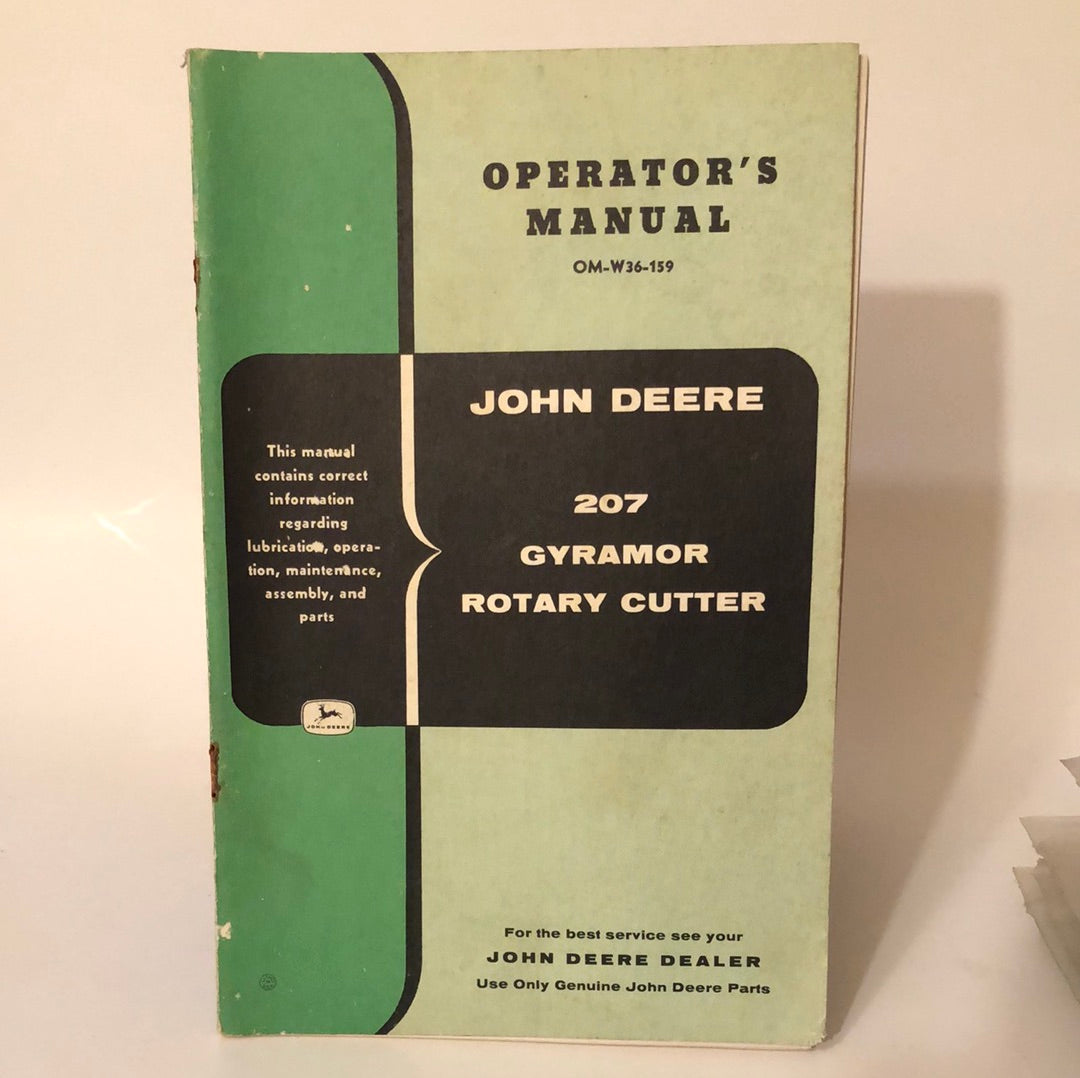 OPERATOR'S
MANUAL
OM-W36-159
This manual
contains correct
information
regarding
lubrication, opera-
tion, maintenance,
assembly, and
parts
JOHN DEERE
207
GYRAMOR
ROTARY CUTTER
JOHN DEERE
For the best service see your
JOHN DEERE DEALER
Use Only Genuine John Deere Parts